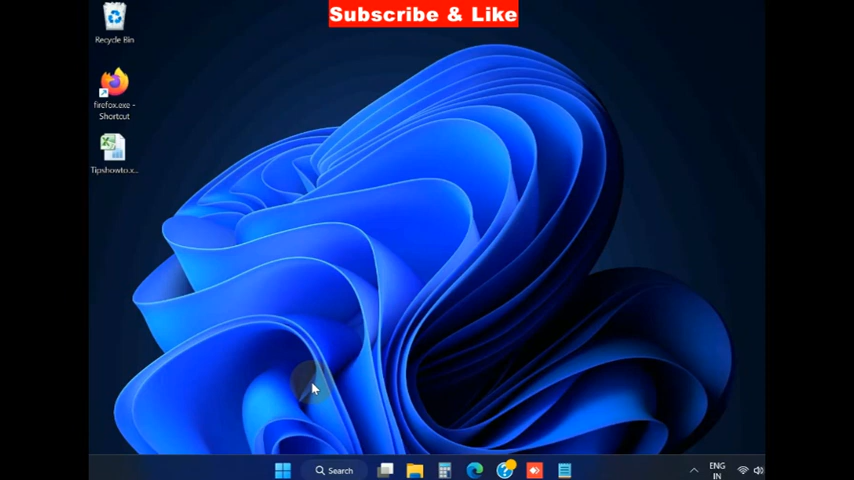 Subscribe & Like
Recycle Bin
firefox.exe -
Shortcut
Tipshowto.x...
Search
ENG
IN